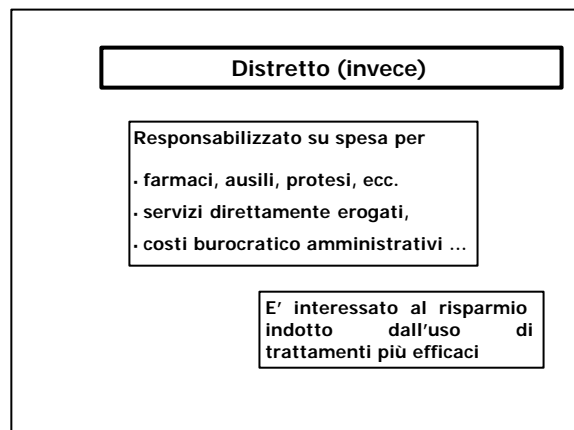 Distretto (invece)
Responsabilizzato su spesa per
· farmaci, ausili, protesi, ecc.
· servizi direttamente erogati,
· costi burocratico amministrativi ...
E' interessato al risparmio
indotto dall'uso di
trattamenti più efficaci